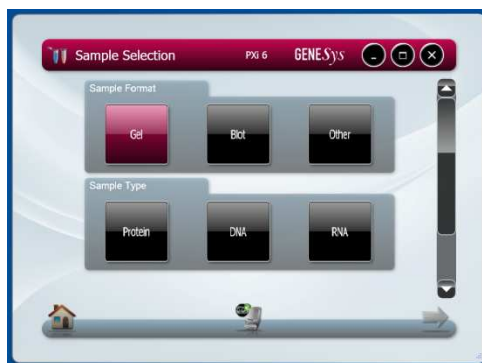 Sample Selection PXi 6 GENESys
Sample Format
Gel Blot Other
Sample Type
Protein DNA RNA